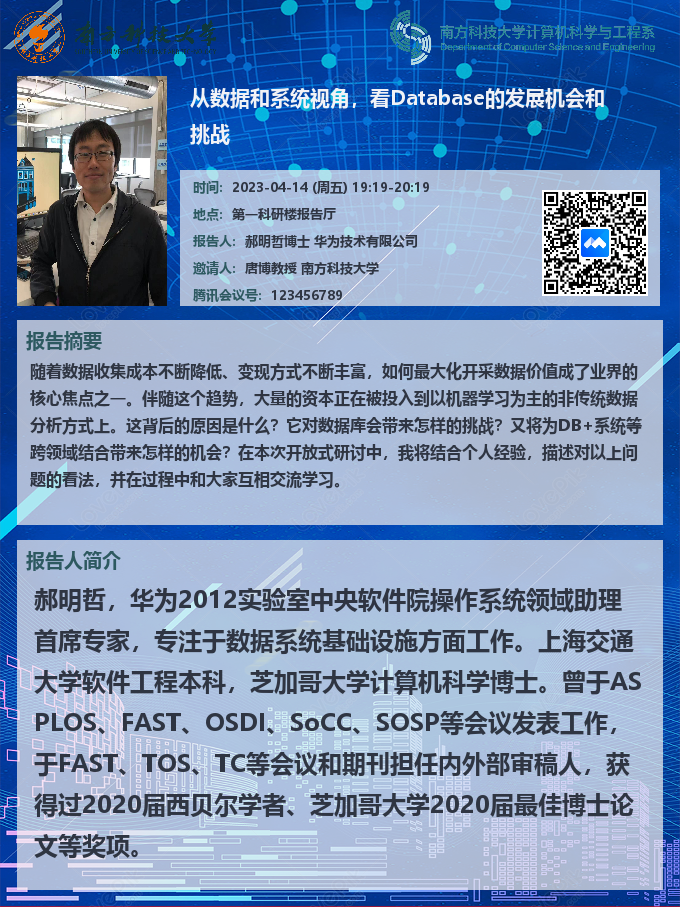 南方科技大学
南方科技大学计算机科学与工程系
Department of Computer Science and Engineering
从数据和系统视角，看Database的发展机会和
挑战
时间：2023-04-14 (周五) 19:19-20:19
地点：第一科研楼报告厅
报告人：郝明哲博士 华为技术有限公司
邀请人：唐博教授 南方科技大学
腾讯会议号：123456789
报告摘要
随着数据收集成本不断降低、变现方式不断丰富，如何最大化开采数据价值成了业界的
核心焦点之一。伴随这个趋势，大量的资本正在被投入到以机器学习为主的非传统数据
分析方式上。这背后的原因是什么？它对数据库会带来怎样的挑战？又将为DB+系统等
跨领域结合带来怎样的机会？在本次开放式研讨中，我将结合个人经验，描述对以上问
题的看法，并在过程中和大家互相交流学习。
报告人简介
郝明哲，华为2012实验室中央软件院操作系统领域助理
首席专家，专注于数据系统基础设施方面工作。上海交通
大学软件工程本科，芝加哥大学计算机科学博士。曾于AS
PLOS、FAST、OSDI、SoCC、SOSP等会议发表工作，
于FAST、TOS、TC等会议和期刊担任内外部审稿人，获
得过2020届西贝尔学者、芝加哥大学2020届最佳博士论
文等奖项。